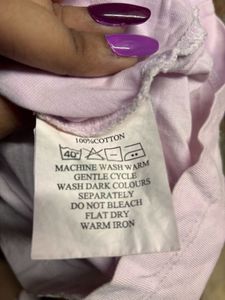 100%COTTON
40°
MACHINE WASH WARM
GENTLE CYCLE
WASH DARK COLOURS
SEPARATELY
DO NOT BLEACH
FLAT DRY
WARM IRON